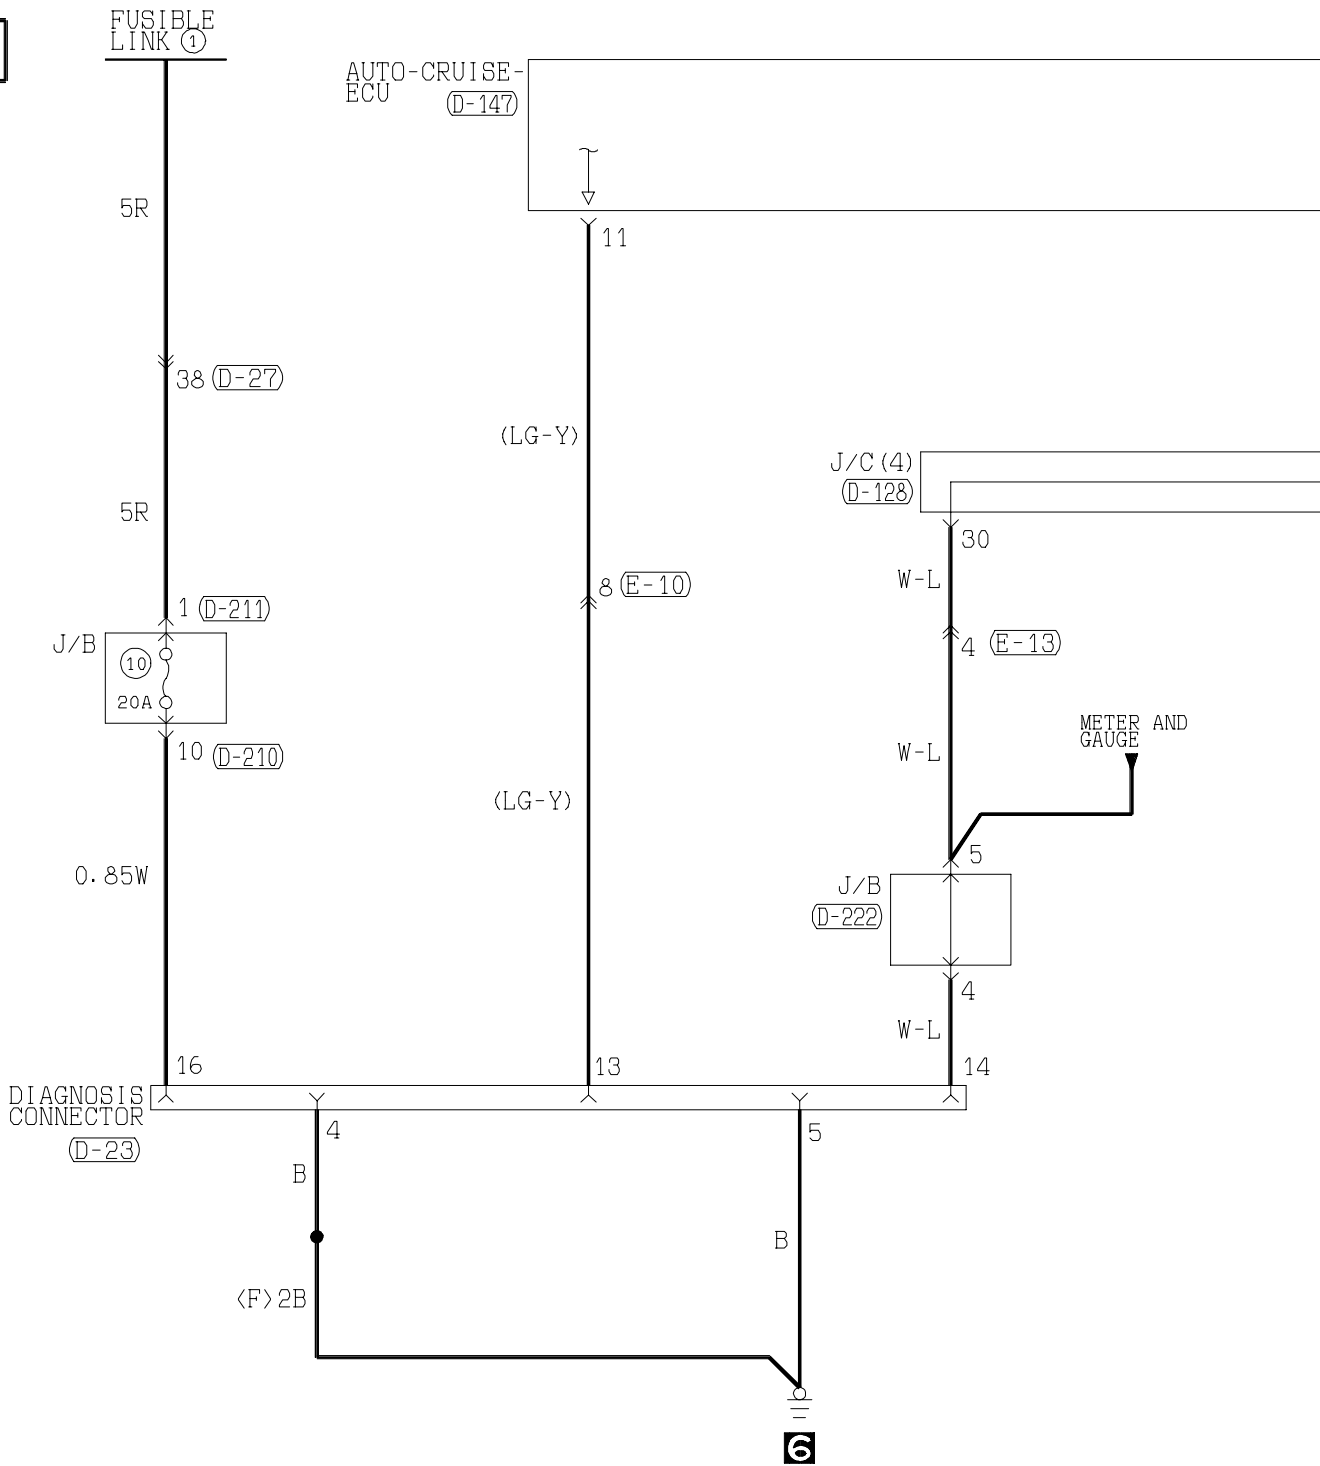 FUSIBLE
LINK ①
AUTO-CRUISE-
ECU
D-147
5R
11
38 D-27
(LG-Y)
J/C(4)
D-128
5R
30
W-L
8 E-10
1 D-211
J/B
4 E-13
10
20A
METER AND
GAUGE
10 D-210
W-L
(LG-Y)
5
0.85W
J/B
D-222
4
W-L
16
13
14
DIAGNOSIS
CONNECTOR
D-23
4
5
B
B
<F>2B
6